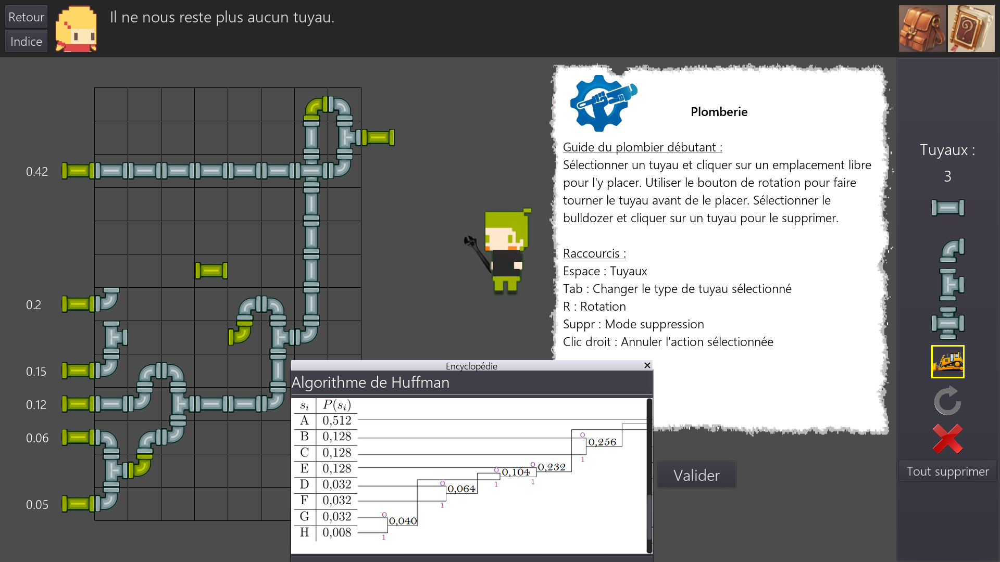 Retour
Indice
Il ne nous reste plus aucun tuyau.
0.42
0.2
0.15
0.12
0.06
0.05
Plomberie
Guide du plombier débutant :
Sélectionner un tuyau et cliquer sur un emplacement libre
pour l'y placer. Utiliser le bouton de rotation pour faire
tourner le tuyau avant de le placer. Sélectionner le
bulldozer et cliquer sur un tuyau pour le supprimer.
Raccourcis :
Espace : Tuyaux
Tab : Changer le type de tuyau sélectionné
R : Rotation
Suppr : Mode suppression
Clic droit : Annuler l'action sélectionnée
Tuyaux :
3
Tout supprimer
Valider
Encyclopédie
Algorithme de Huffman
s_i P(s_i)
A 0,512
B 0,128 0
C 0,128 1 0,256
E 0,128 0 0,232
D 0,032 0 0,104 1
F 0,032 0 0,064 1
G 0,032 0 1
H 0,008 1 0,040